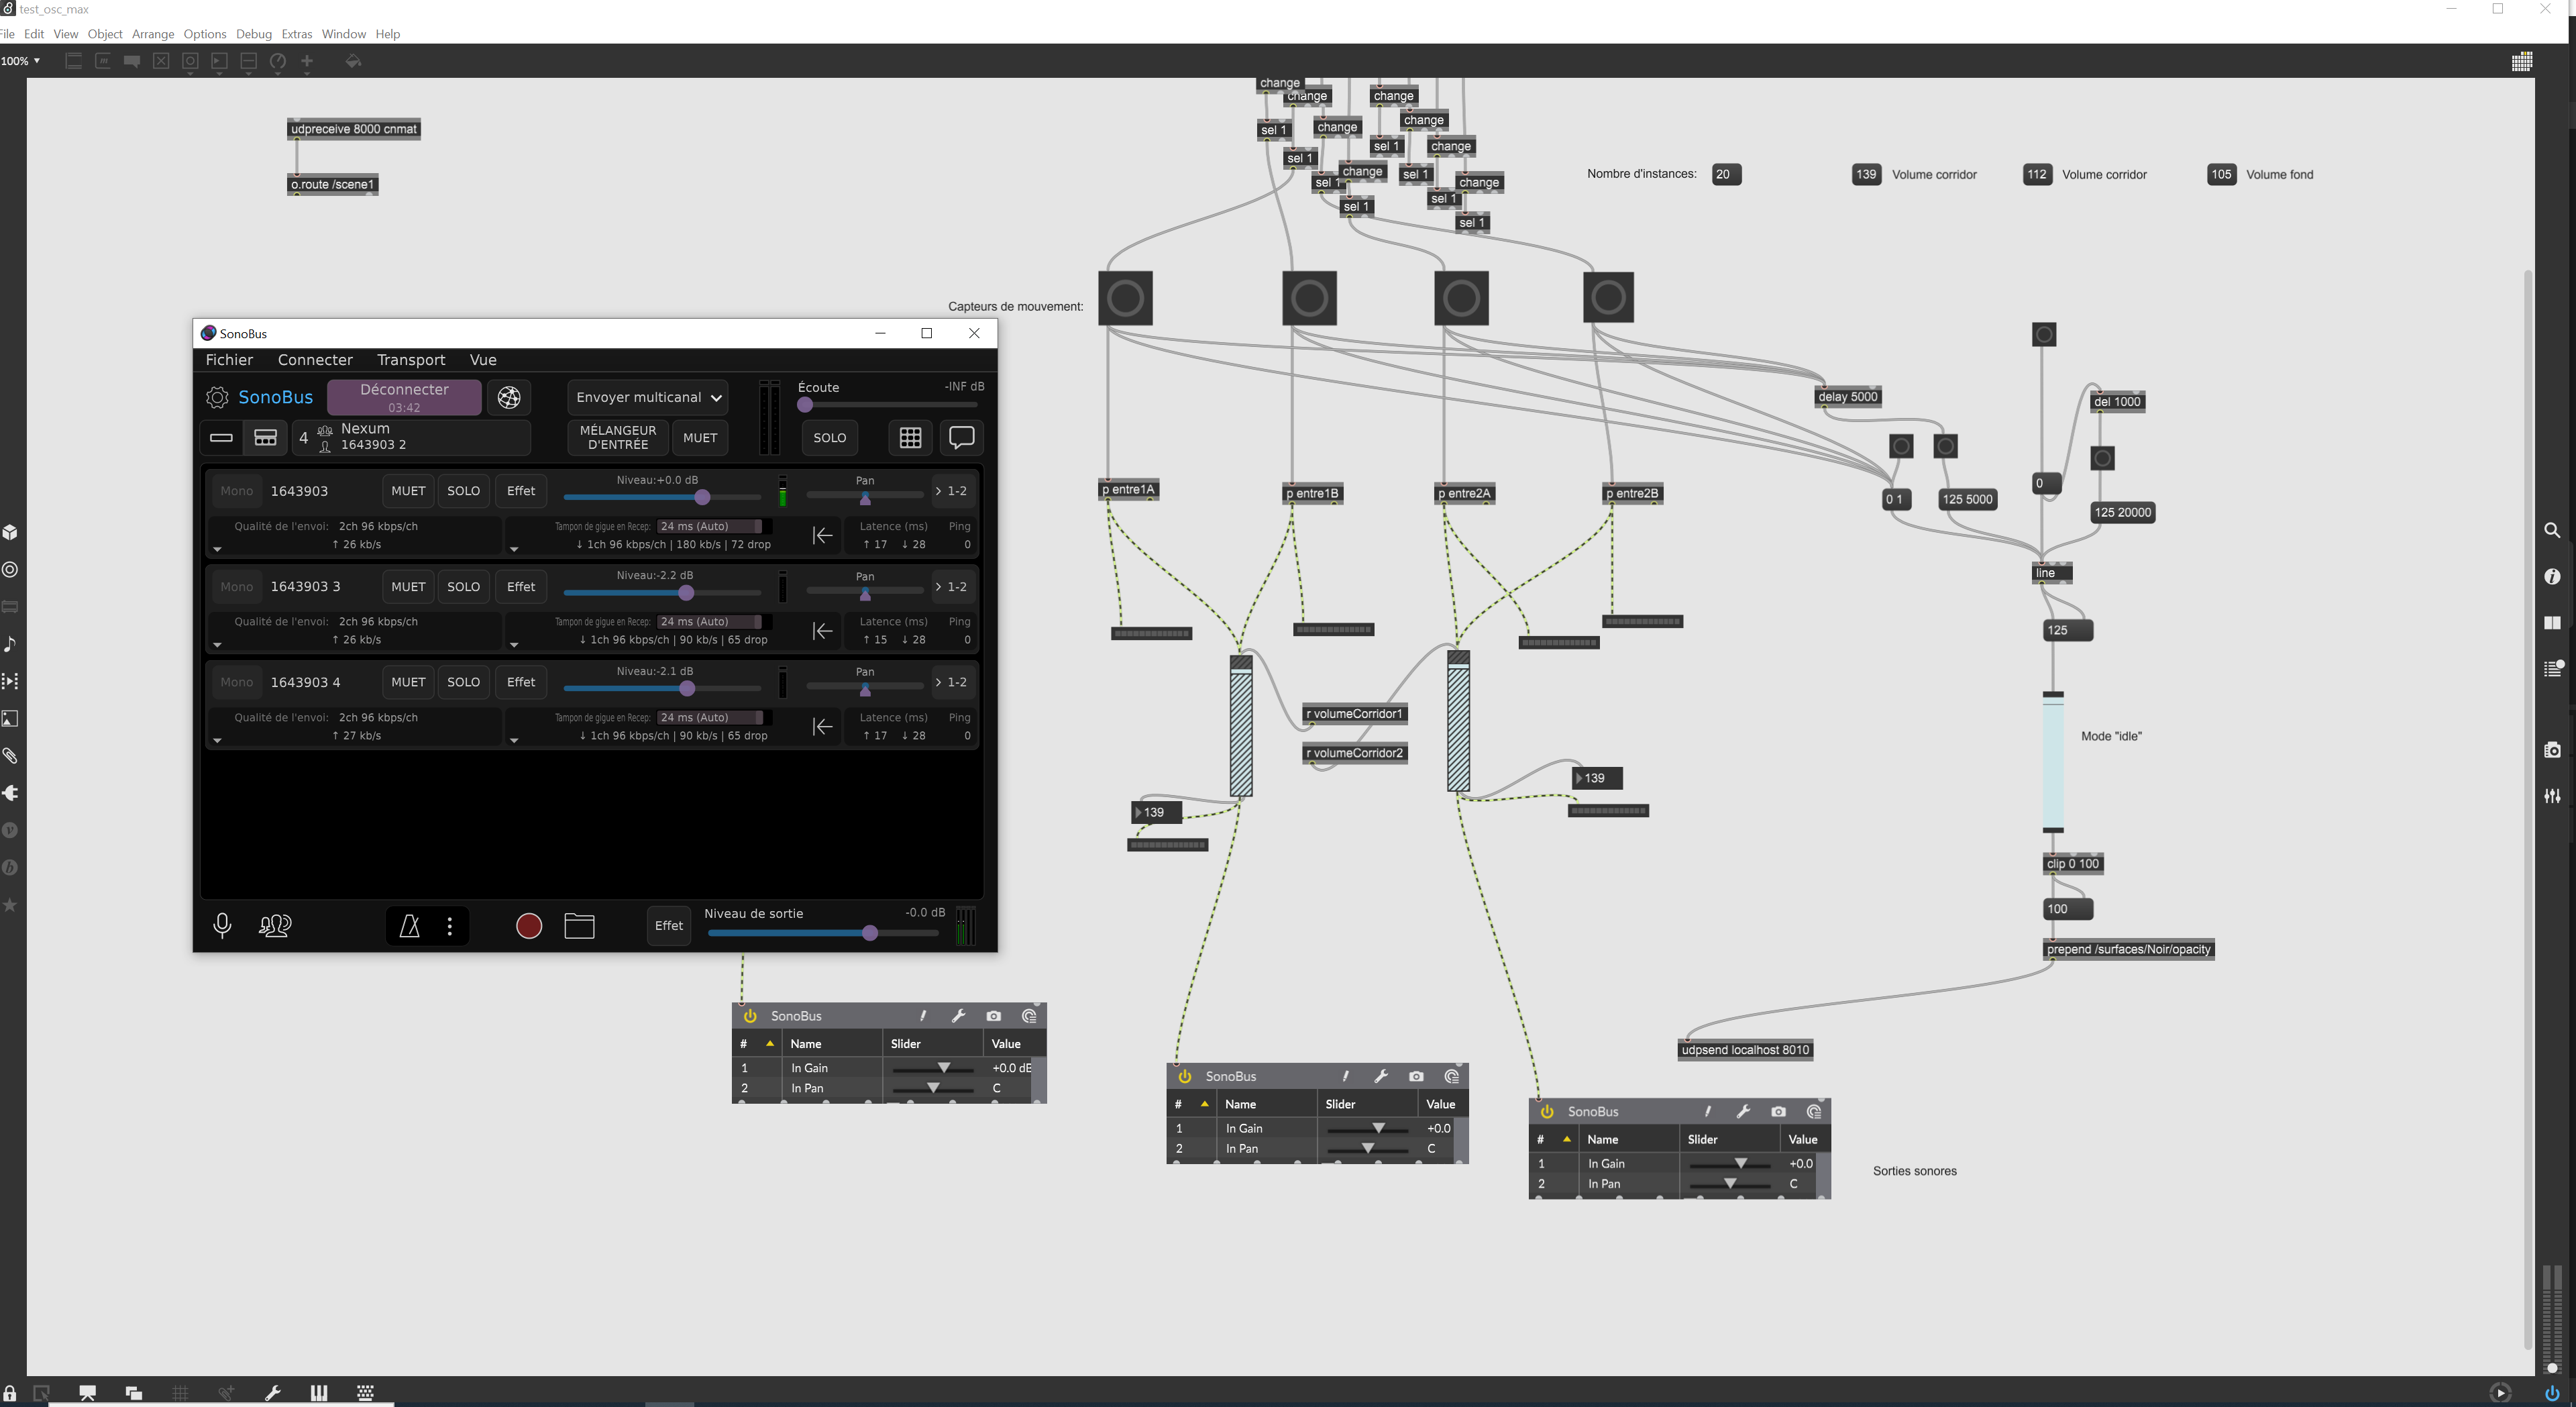 test_osc_max
File Edit View Object Arrange Options Debug Extras Window Help
100%
udpreceive 8000 cnmat
o.route /scene1
change
change
change
change
change
change
change
change
sel 1
sel 1
sel 1
sel 1
sel 1
sel 1
sel 1
sel 1
Nombre d'instances: 20
139 Volume corridor
112 Volume corridor
105 Volume fond
Capteurs de mouvement:
SonoBus
Fichier Connecter Transport Vue
SonoBus
Déconnecter
03:42
Envoyer multicanal
Écoute -INF dB
4 Nexum
1643903 2
MÉLANGEUR D'ENTRÉE
MUET
SOLO
Mono 1643903 MUET SOLO Effet Niveau:+0.0 dB Pan > 1-2
Qualité de l'envoi: 2ch 96 kbps/ch Tampon de gigue en Recep: 24 ms (Auto) Latence (ms) Ping
↑ 26 kb/s ↓ 1ch 96 kbps/ch | 180 kb/s | 72 drop ↑ 17 ↓ 28 0
Mono 1643903 3 MUET SOLO Effet Niveau:-2.2 dB Pan > 1-2
Qualité de l'envoi: 2ch 96 kbps/ch Tampon de gigue en Recep: 24 ms (Auto) Latence (ms) Ping
↑ 26 kb/s ↓ 1ch 96 kbps/ch | 90 kb/s | 65 drop ↑ 15 ↓ 28 0
Mono 1643903 4 MUET SOLO Effet Niveau:-2.1 dB Pan > 1-2
Qualité de l'envoi: 2ch 96 kbps/ch Tampon de gigue en Recep: 24 ms (Auto) Latence (ms) Ping
↑ 27 kb/s ↓ 1ch 96 kbps/ch | 90 kb/s | 65 drop ↑ 17 ↓ 28 0
Effet Niveau de sortie -0.0 dB
delay 5000
del 1000
p entre1A
p entre1B
p entre2A
p entre2B
0 1
125 5000
0
125 20000
line
125
r volumeCorridor1
r volumeCorridor2
139
139
Mode "idle"
clip 0 100
100
prepend /surfaces/Noir/opacity
udpsend localhost 8010
SonoBus
# Name Slider Value
1 In Gain +0.0 dB
2 In Pan C
SonoBus
# Name Slider Value
1 In Gain +0.0
2 In Pan C
SonoBus
# Name Slider Value
1 In Gain +0.0
2 In Pan C
Sorties sonores